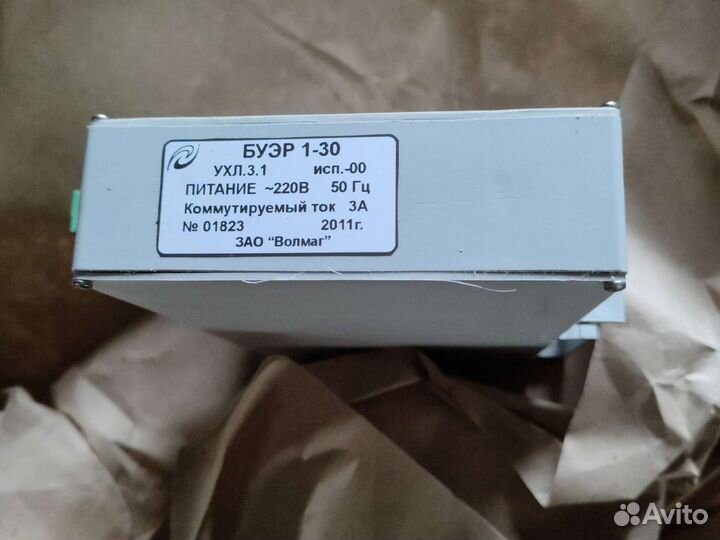 БУЭР 1-30
УХЛ.3.1 исп.-00
ПИТАНИЕ ~220В 50 Гц
Коммутируемый ток 3А
№ 01823 2011г.
ЗАО "Волмаг"
Avito